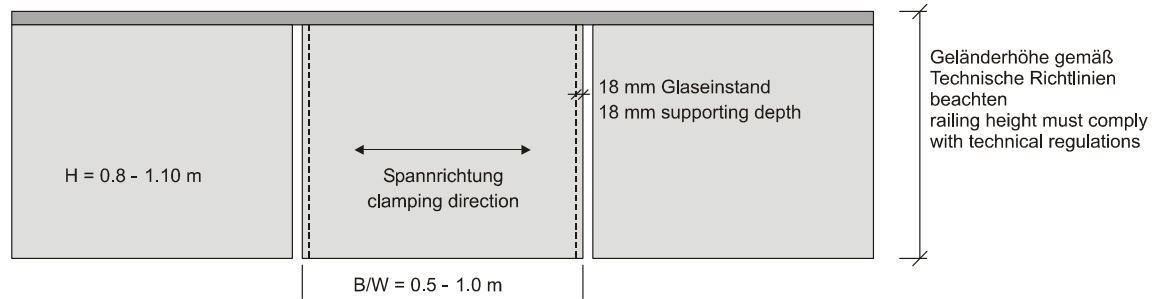 H = 0.8 - 1.10 m
Spannrichtung
clamping direction
18 mm Glaseinstand
18 mm supporting depth
Geländerhöhe gemäß
Technische Richtlinien
beachten
railing height must comply
with technical regulations
B/W = 0.5 - 1.0 m